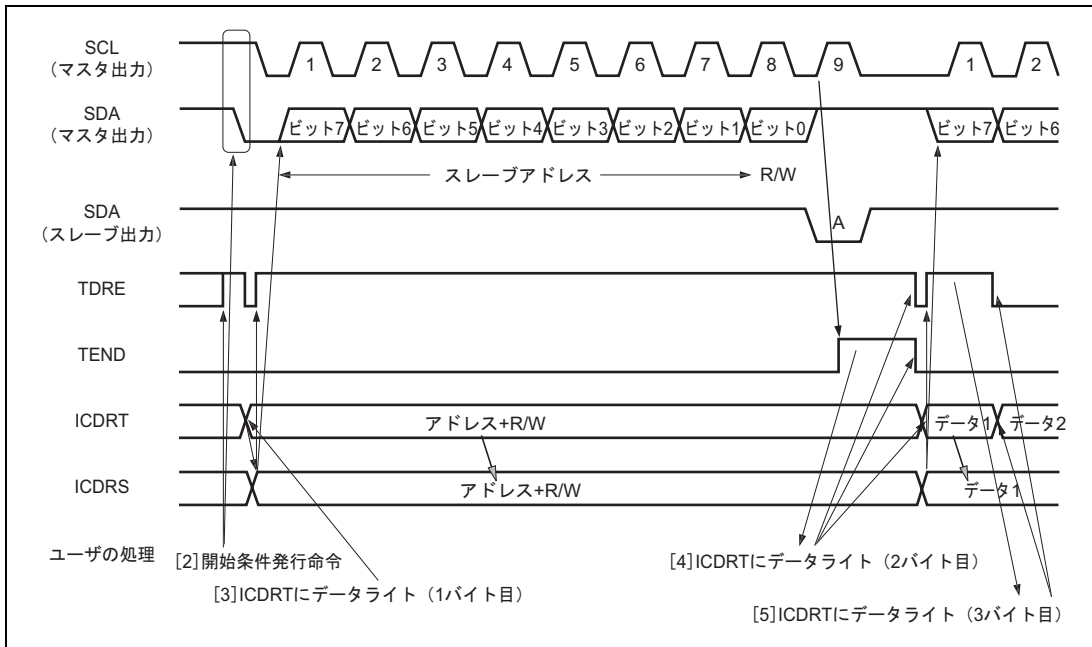 SCL
（マスタ出力）
1 2 3 4 5 6 7 8 9 1 2
SDA
（マスタ出力）
ビット7 ビット6 ビット5 ビット4 ビット3 ビット2 ビット1 ビット0 ビット7 ビット6
スレーブアドレス R/W
SDA
（スレーブ出力）
A
TDRE
TEND
ICDRT
アドレス+R/W データ1 データ2
ICDRS
アドレス+R/W データ1
ユーザの処理
[2]開始条件発行命令
[4]ICDRTにデータライト（2バイト目）
[3]ICDRTにデータライト（1バイト目）
[5]ICDRTにデータライト（3バイト目）